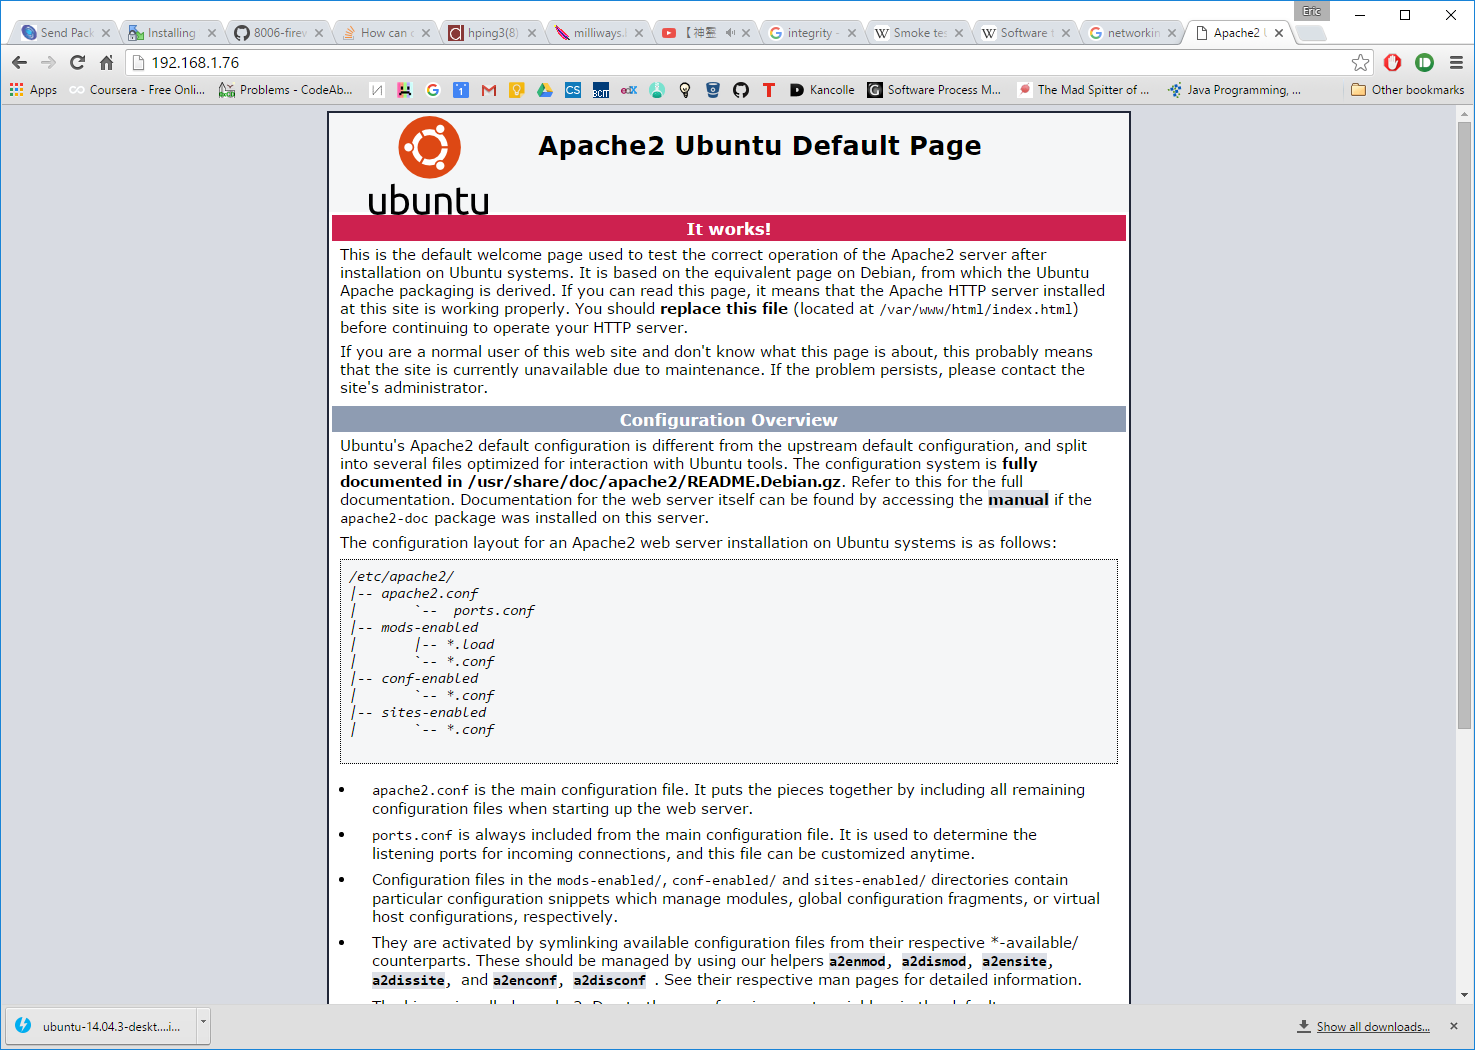 Eric
Send Pack
Installing
8006-firew
How can
hping3(8)
milliways.
integrity -
Smoke tes
Software t
networkin
Apache2 U
192.168.1.76
Apps
Coursera - Free Onli...
Problems - CodeAb...
Kancolle
Software Process M...
The Mad Spitter of ...
Java Programming, ...
Other bookmarks
ubuntu
Apache2 Ubuntu Default Page
It works!
This is the default welcome page used to test the correct operation of the Apache2 server after
installation on Ubuntu systems. It is based on the equivalent page on Debian, from which the Ubuntu
Apache packaging is derived. If you can read this page, it means that the Apache HTTP server installed
at this site is working properly. You should replace this file (located at /var/www/html/index.html)
before continuing to operate your HTTP server.
If you are a normal user of this web site and don't know what this page is about, this probably means
that the site is currently unavailable due to maintenance. If the problem persists, please contact the
site's administrator.
Configuration Overview
Ubuntu's Apache2 default configuration is different from the upstream default configuration, and split
into several files optimized for interaction with Ubuntu tools. The configuration system is fully
documented in /usr/share/doc/apache2/README.Debian.gz. Refer to this for the full
documentation. Documentation for the web server itself can be found by accessing the manual if the
apache2-doc package was installed on this server.
The configuration layout for an Apache2 web server installation on Ubuntu systems is as follows:
/etc/apache2/
|-- apache2.conf
|       `--  ports.conf
|-- mods-enabled
|       |-- *.load
|       `-- *.conf
|-- conf-enabled
|       `-- *.conf
|-- sites-enabled
|       `-- *.conf
• apache2.conf is the main configuration file. It puts the pieces together by including all remaining
configuration files when starting up the web server.
• ports.conf is always included from the main configuration file. It is used to determine the
listening ports for incoming connections, and this file can be customized anytime.
• Configuration files in the mods-enabled/, conf-enabled/ and sites-enabled/ directories contain
particular configuration snippets which manage modules, global configuration fragments, or virtual
host configurations, respectively.
• They are activated by symlinking available configuration files from their respective *-available/
counterparts. These should be managed by using our helpers a2enmod, a2dismod, a2ensite,
a2dissite, and a2enconf, a2disconf . See their respective man pages for detailed information.
ubuntu-14.04.3-deskt....i...
Show all downloads...